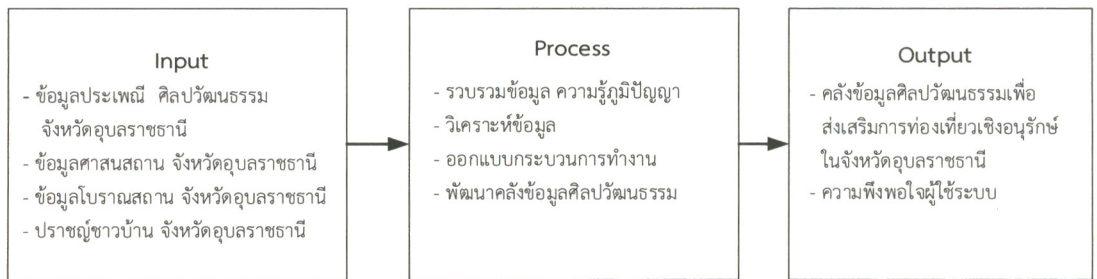 Input
- ข้อมูลประเพณี ศิลปวัฒนธรรม
จังหวัดอุบลราชธานี
- ข้อมูลศาสนสถาน จังหวัดอุบลราชธานี
- ข้อมูลโบราณสถาน จังหวัดอุบลราชธานี
- ปราชญ์ชาวบ้าน จังหวัดอุบลราชธานี
Process
- รวบรวมข้อมูล ความรู้ภูมิปัญญา
- วิเคราะห์ข้อมูล
- ออกแบบกระบวนการทำงาน
- พัฒนาคลังข้อมูลศิลปวัฒนธรรม
Output
- คลังข้อมูลศิลปวัฒนธรรมเพื่อ
ส่งเสริมการท่องเที่ยวเชิงอนุรักษ์
ในจังหวัดอุบลราชธานี
- ความพึงพอใจผู้ใช้ระบบ